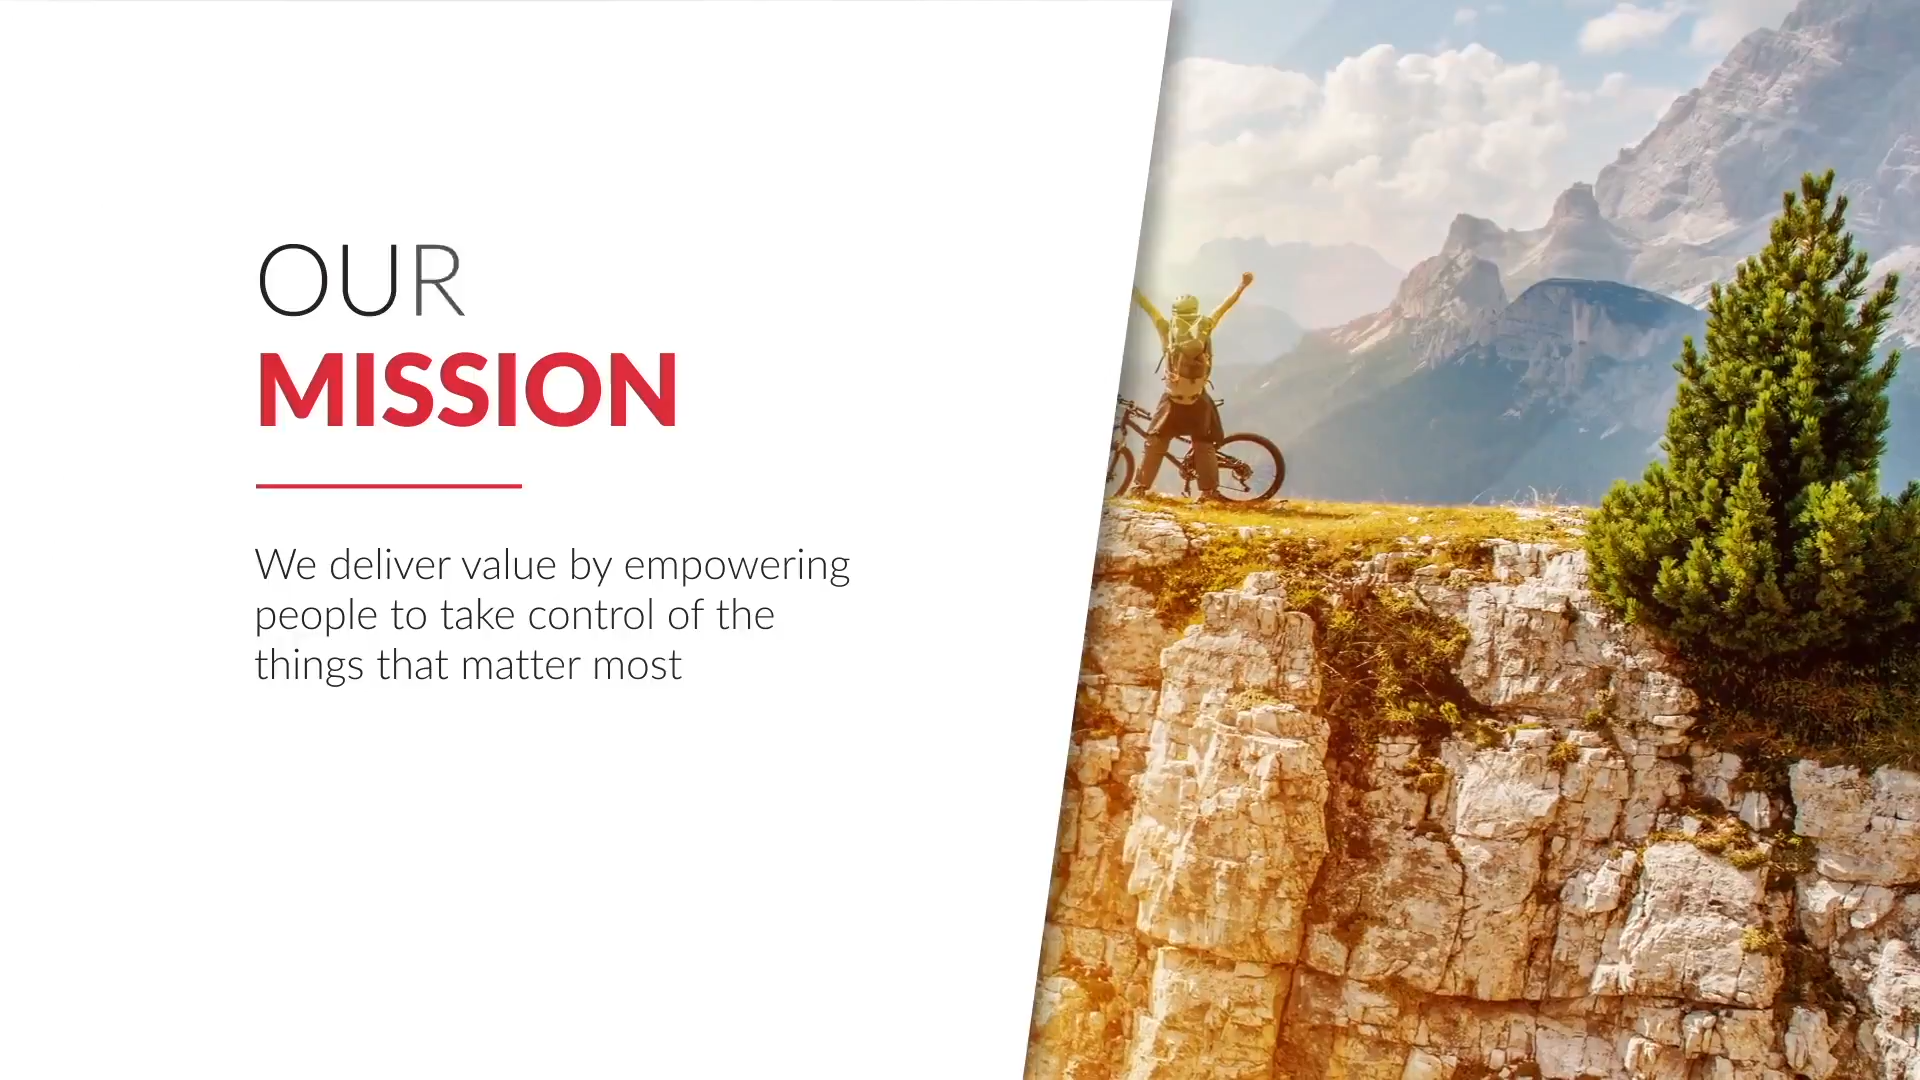 OUR
MISSION
We deliver value by empowering
people to take control of the
things that matter most